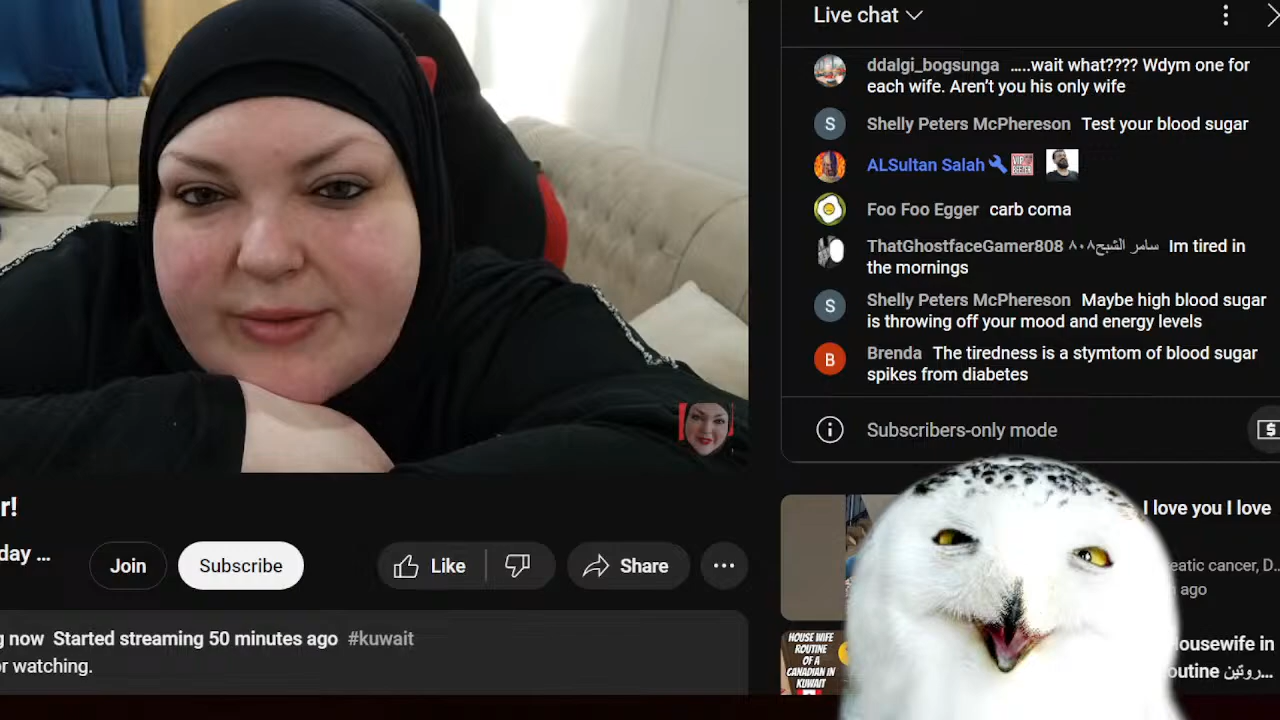 Live chat
ddalgi_bogsunga .....wait what???? Wdym one for
each wife. Aren't you his only wife
S Shelly Peters McPhereson Test your blood sugar
ALSultan Salah VIP
Foo Foo Egger carb coma
ThatGhostfaceGamer808 سامر الشبح٨٠٨ Im tired in
the mornings
S Shelly Peters McPhereson Maybe high blood sugar
is throwing off your mood and energy levels
B Brenda The tiredness is a stymtom of blood sugar
spikes from diabetes
Subscribers-only mode
$
r!
day ...
Join
Subscribe
Like
Share
g now Started streaming 50 minutes ago #kuwait
or watching.
I love you I love
eatic cancer, D...
ago
HOUSE WIFE
ROUTINE
OF A
CANADIAN IN
KUWAIT
ousewife in
outine روتين...